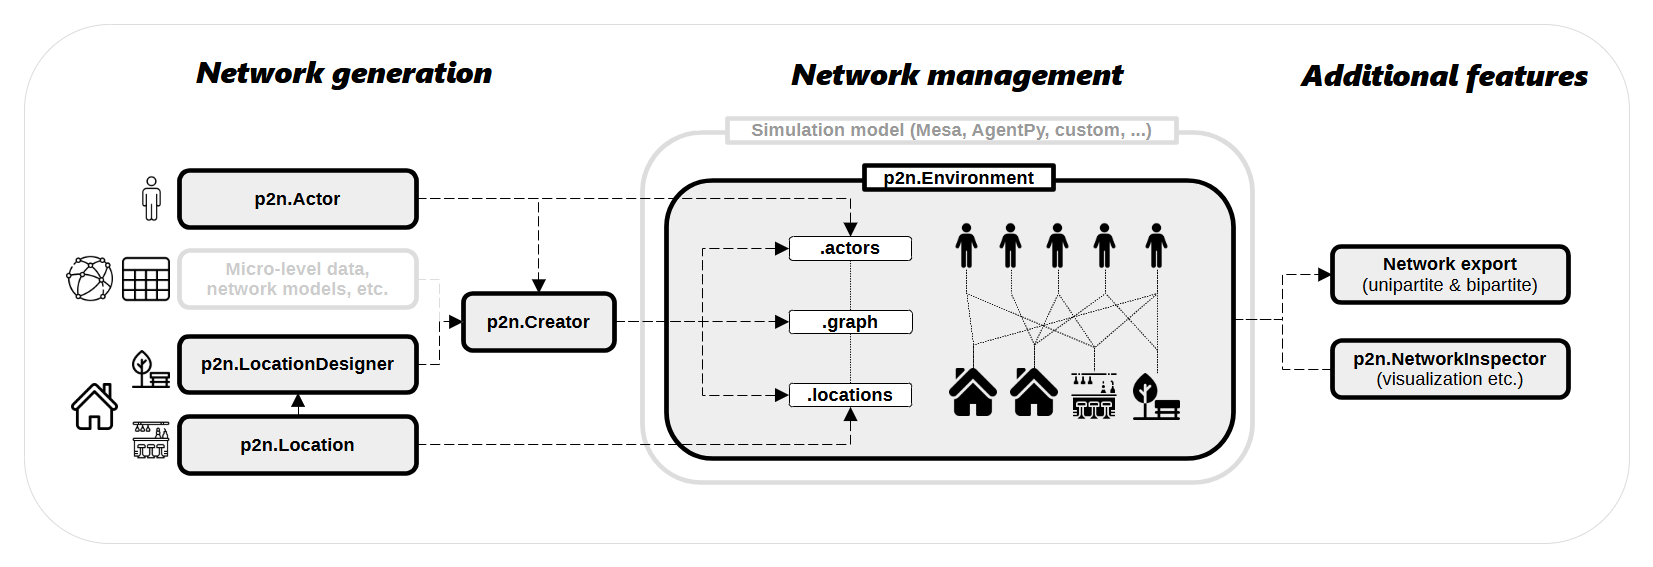 Network generation
Network management
Additional features
Simulation model (Mesa, AgentPy, custom, ...)
p2n.Environment
p2n.Actor
Micro-level data,
network models, etc.
p2n.LocationDesigner
p2n.Location
p2n.Creator
.actors
.graph
.locations
Network export
(unipartite & bipartite)
p2n.NetworkInspector
(visualization etc.)